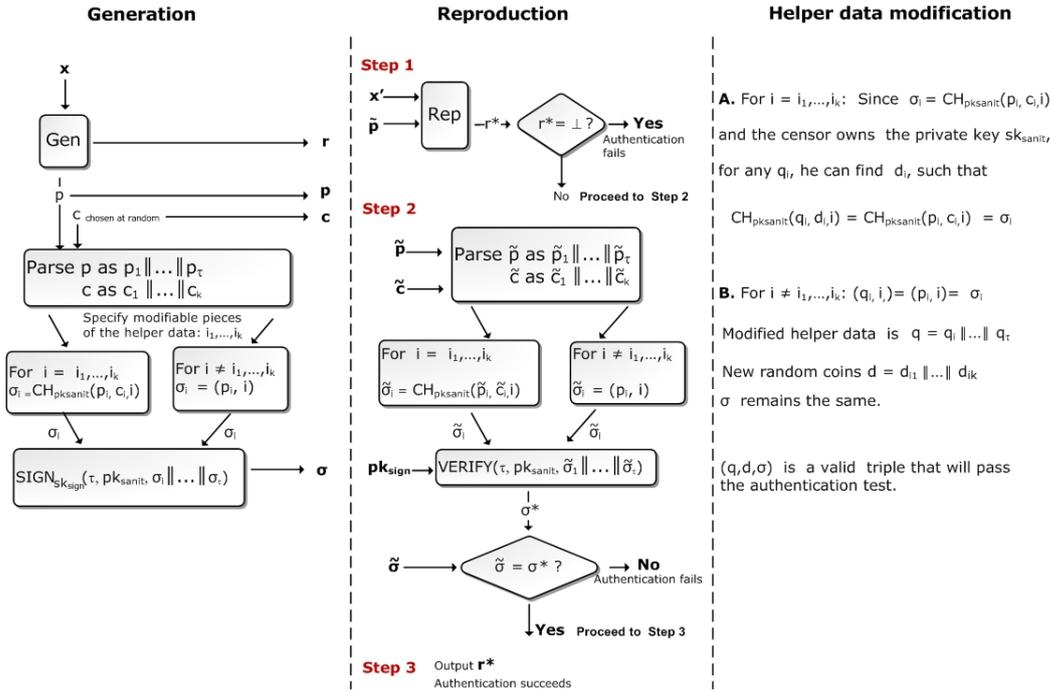 Generation
x
Gen
r
p
p
c chosen at random
c
Parse p as p₁‖...‖pτ
c as c₁ ‖...‖cₖ
Specify modifiable pieces
of the helper data: i₁,...,iₖ
For i = i₁,...,iₖ
σᵢ =CHpksanit(pᵢ, cᵢ,i)
For i ≠ i₁,...,iₖ
σᵢ = (pᵢ, i)
σᵢ
σᵢ
SIGNsksign(τ, pksanit, σᵢ‖...‖στ)
σ
Reproduction
Step 1
x′
p̃
Rep
r*
r*= ⊥ ?
Yes
Authentication
fails
No Proceed to Step 2
Step 2
p̃
c̃
Parse p̃ as p̃₁‖...‖p̃τ
c̃ as c̃₁ ‖...‖c̃ₖ
For i = i₁,...,iₖ
σ̃ᵢ = CHpksanit(p̃ᵢ, c̃ᵢ,i)
For i ≠ i₁,...,iₖ
σ̃ᵢ = (pᵢ, i)
σ̃ᵢ
σ̃ᵢ
pksign
VERIFY(τ, pksanit, σ̃₁‖...‖σ̃τ)
σ*
σ̃
σ̃ = σ* ?
No
Authentication fails
Yes Proceed to Step 3
Step 3 Output r*
Authentication succeeds
Helper data modification
A. For i = i₁,...,iₖ: Since σᵢ = CHpksanit(pᵢ, cᵢ,i)
and the censor owns the private key sksanit,
for any qᵢ, he can find dᵢ, such that
CHpksanit(qᵢ, dᵢ,i) = CHpksanit(pᵢ, cᵢ,i) = σᵢ
B. For i ≠ i₁,...,iₖ: (qᵢ, i,)= (pᵢ, i)= σᵢ
Modified helper data is q = qᵢ ‖...‖ qτ
New random coins d = di1 ‖...‖ dik
σ remains the same.
(q,d,σ) is a valid triple that will pass
the authentication test.